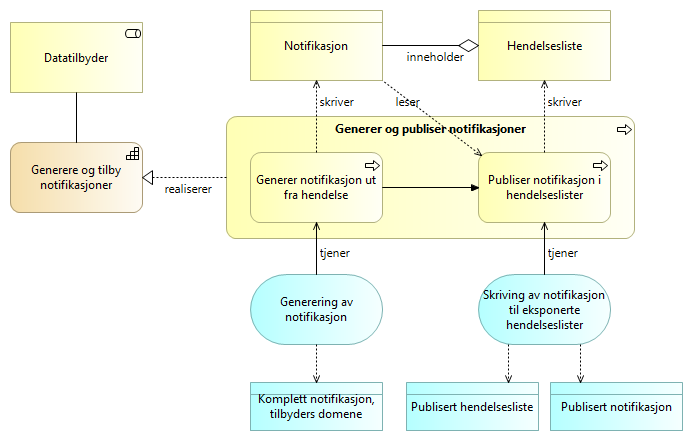 Datatilbyder
Notifikasjon
inneholder
Hendelsesliste
skriver
leser
skriver
Generer og publiser notifikasjoner
Generere og tilby
notifikasjoner
realiserer
Generer notifikasjon ut
fra hendelse
Publiser notifikasjon i
hendelseslister
tjener
tjener
Generering av
notifikasjon
Skriving av notifikasjon
til eksponerte
hendelseslister
Komplett notifikasjon,
tilbyders domene
Publisert hendelsesliste
Publisert notifikasjon